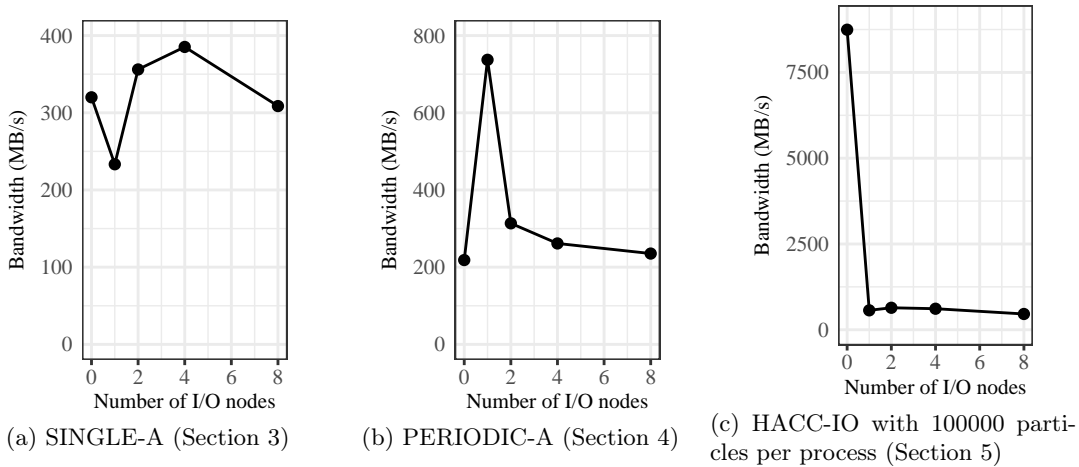 400
300
200
100
0
Bandwidth (MB/s)
0 2 4 6 8
Number of I/O nodes
(a) SINGLE-A (Section 3)
800
600
400
200
0
Bandwidth (MB/s)
0 2 4 6 8
Number of I/O nodes
(b) PERIODIC-A (Section 4)
7500
5000
2500
0
Bandwidth (MB/s)
0 2 4 6 8
Number of I/O nodes
(c) HACC-IO with 100000 parti-
cles per process (Section 5)